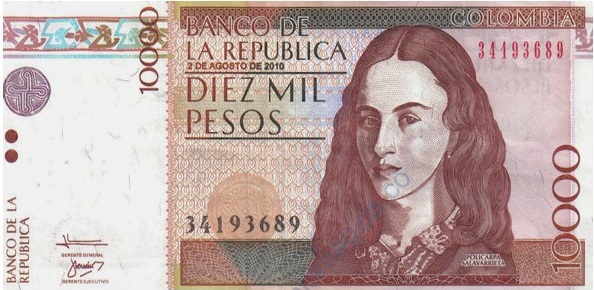 10000
BANCO DE
LA REPUBLICA
2 DE AGOSTO DE 2010
DIEZ MIL
PESOS
COLOMBIA
34193689
34193689
POLICARPA
SALAVARRIETA
10000
BANCO DE LA
REPUBLICA
GERENTE GENERAL
GERENTE EJECUTIVO